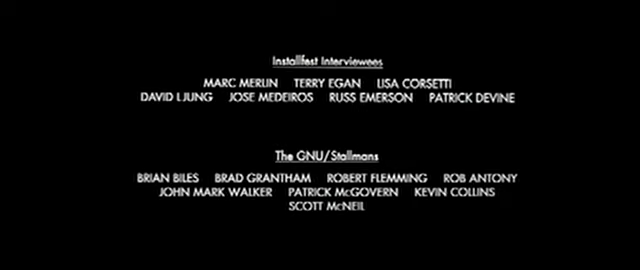 Installfest Interviewees
MARC MERLIN TERRY EGAN LISA CORSETTI
DAVID LJUNG JOSE MEDEIROS RUSS EMERSON PATRICK DEVINE
The GNU/Stallmans
BRIAN BILES BRAD GRANTHAM ROBERT FLEMMING ROB ANTONY
JOHN MARK WALKER PATRICK McGOVERN KEVIN COLLINS
SCOTT McNEIL